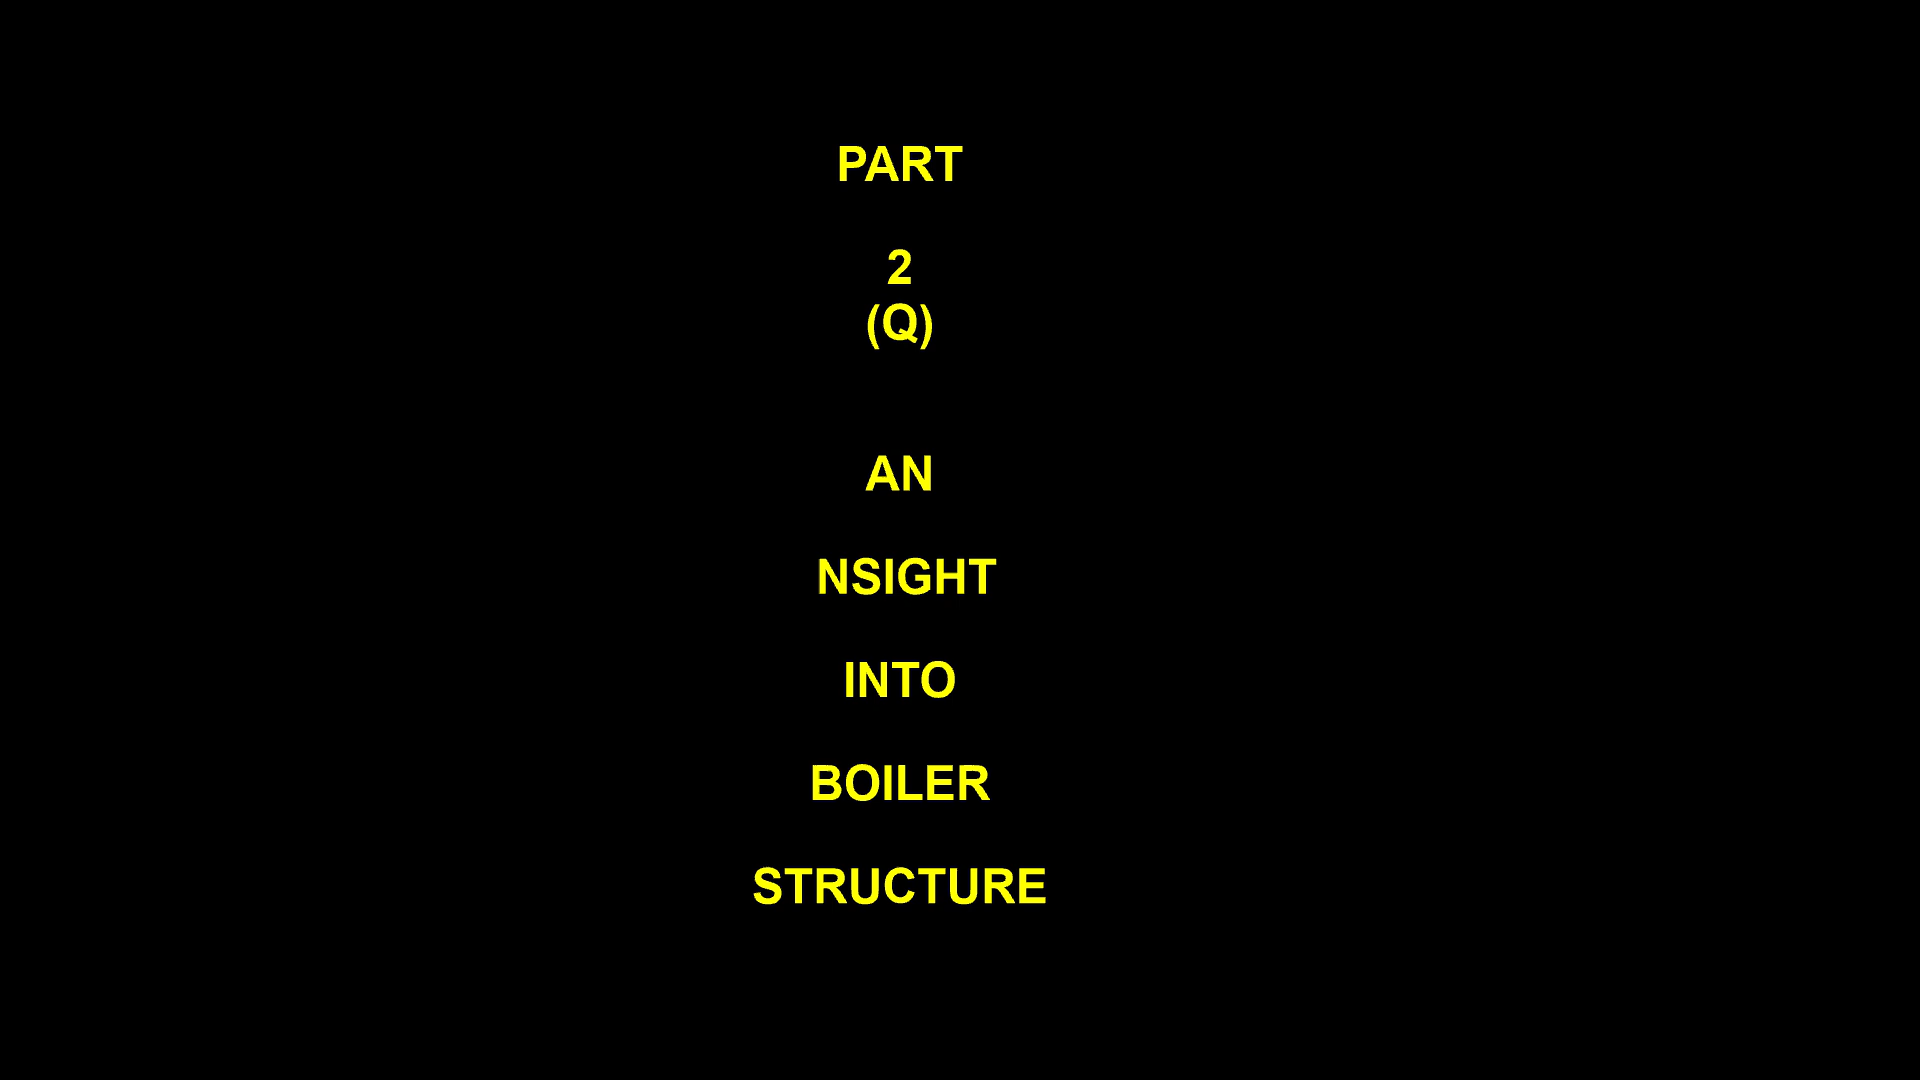 PART
2
(Q)
AN
NSIGHT
INTO
BOILER
STRUCTURE